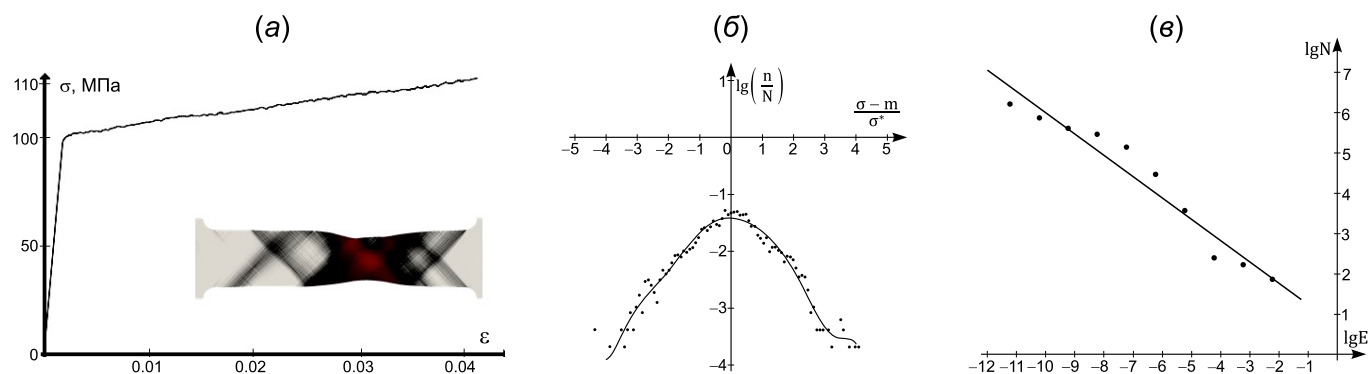 (а)
σ, МПа
110
100
50
0
0.01 0.02 0.03 0.04
ε
(б)
lg(n/N)
(σ – m)/σ*
1
–5 –4 –3 –2 –1 0 1 2 3 4 5
–1
–2
–3
–4
(в)
lgN
7
6
5
4
3
2
1
lgE
–12 –11 –10 –9 –8 –7 –6 –5 –4 –3 –2 –1